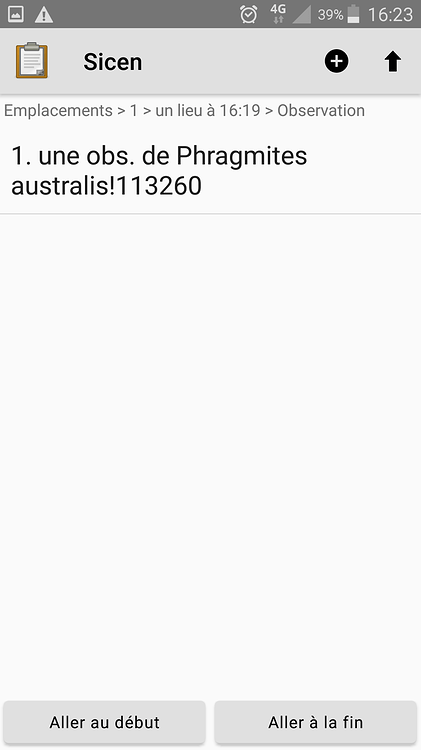 4G 39% 16:23
Sicen
Emplacements > 1 > un lieu à 16:19 > Observation
1. une obs. de Phragmites
australis!113260
Aller au début Aller à la fin